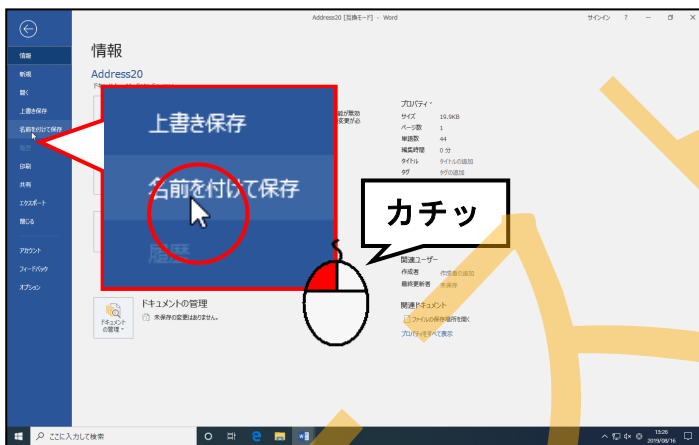 Address20 [互換モード] - Word
サインイン ?
情報
情報
新規
開く
上書き保存
名前を付けて保存
履歴
印刷
共有
エクスポート
閉じる
アカウント
フィードバック
オプション
Address20
上書き保存
名前を付けて保存
履歴
カチッ
プロパティ
サイズ 19.9KB
ページ数 1
単語数 44
編集時間 0 分
タイトル タイトルの追加
タグ タグの追加
関連ユーザー
作成者 作成者の追加
最終更新者 未保存
関連ドキュメント
ファイルの保存場所を開く
プロパティをすべて表示
ドキュメントの管理
ドキュメントの管理
未保存の変更はありません。
ここに入力して検索
13:26
2019/08/16